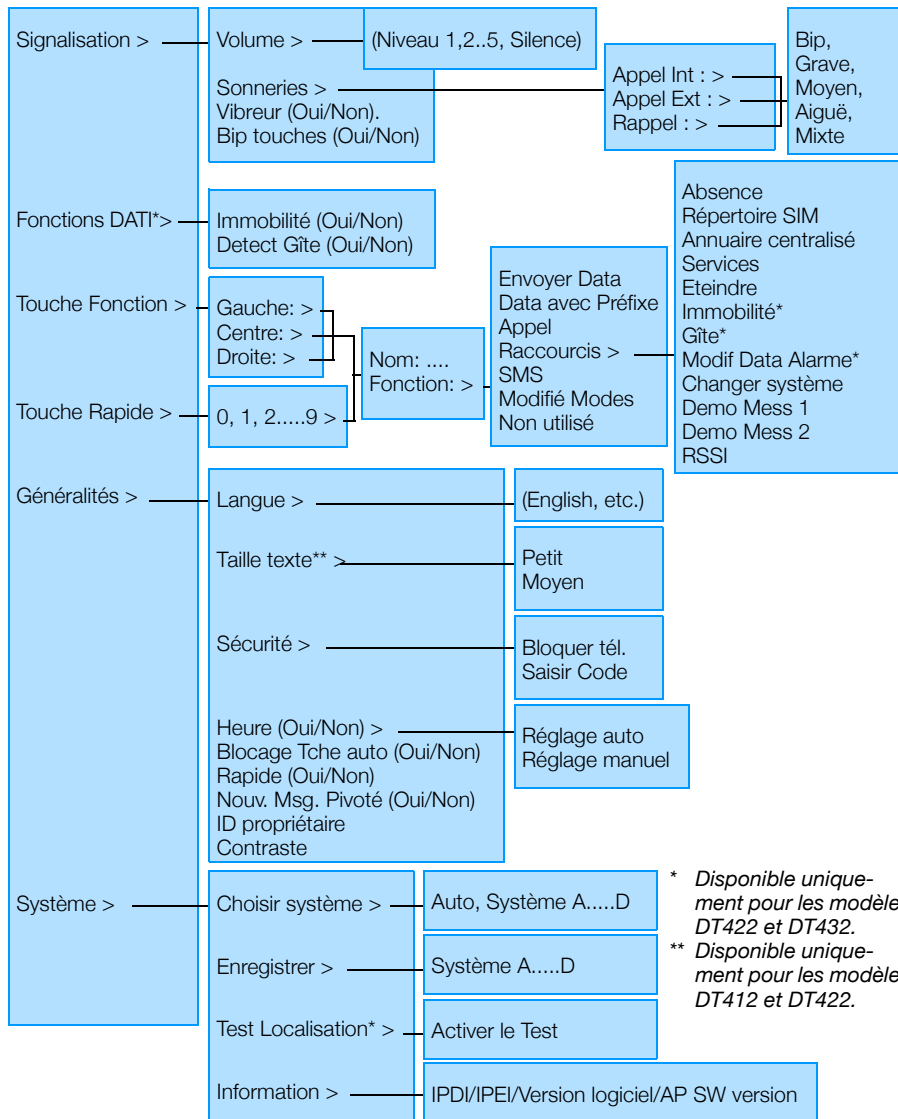 Signalisation >
Volume >
(Niveau 1,2..5, Silence)
Sonneries >
Vibreur (Oui/Non).
Bip touches (Oui/Non)
Appel Int : >
Appel Ext : >
Rappel : >
Bip,
Grave,
Moyen,
Aiguë,
Mixte
Fonctions DATI*>
Immobilité (Oui/Non)
Detect Gîte (Oui/Non)
Touche Fonction >
Gauche: >
Centre: >
Droite: >
Touche Rapide >
0, 1, 2.....9 >
Nom: ....
Fonction: >
Envoyer Data
Data avec Préfixe
Appel
Raccourcis >
SMS
Modifié Modes
Non utilisé
Absence
Répertoire SIM
Annuaire centralisé
Services
Eteindre
Immobilité*
Gîte*
Modif Data Alarme*
Changer système
Demo Mess 1
Demo Mess 2
RSSI
Généralités >
Langue >
(English, etc.)
Taille texte** >
Petit
Moyen
Sécurité >
Bloquer tél.
Saisir Code
Heure (Oui/Non) >
Blocage Tche auto (Oui/Non)
Rapide (Oui/Non)
Nouv. Msg. Pivoté (Oui/Non)
ID propriétaire
Contraste
Réglage auto
Réglage manuel
Système >
Choisir système >
Auto, Système A.....D
Enregistrer >
Système A.....D
Test Localisation* >
Activer le Test
Information >
IPDI/IPEI/Version logiciel/AP SW version
* Disponible unique-
ment pour les modèle
DT422 et DT432.
** Disponible unique-
ment pour les modèle
DT412 et DT422.